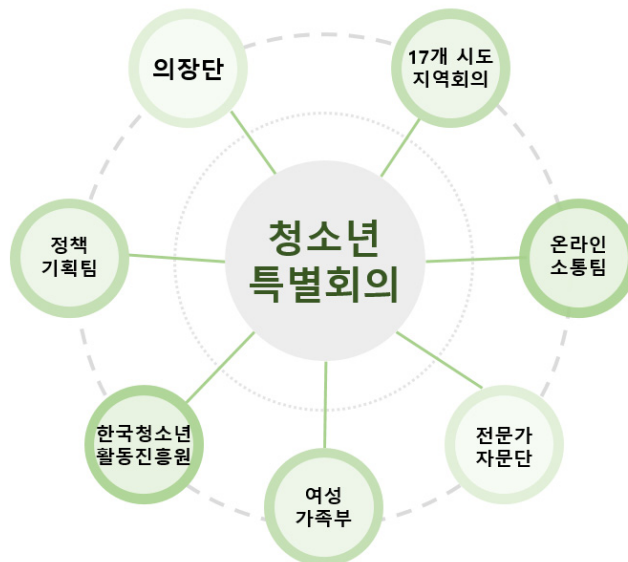 의장단
17개 시도
지역회의
정책
기획팀
청소년
특별회의
온라인
소통팀
한국청소년
활동진흥원
여성
가족부
전문가
자문단